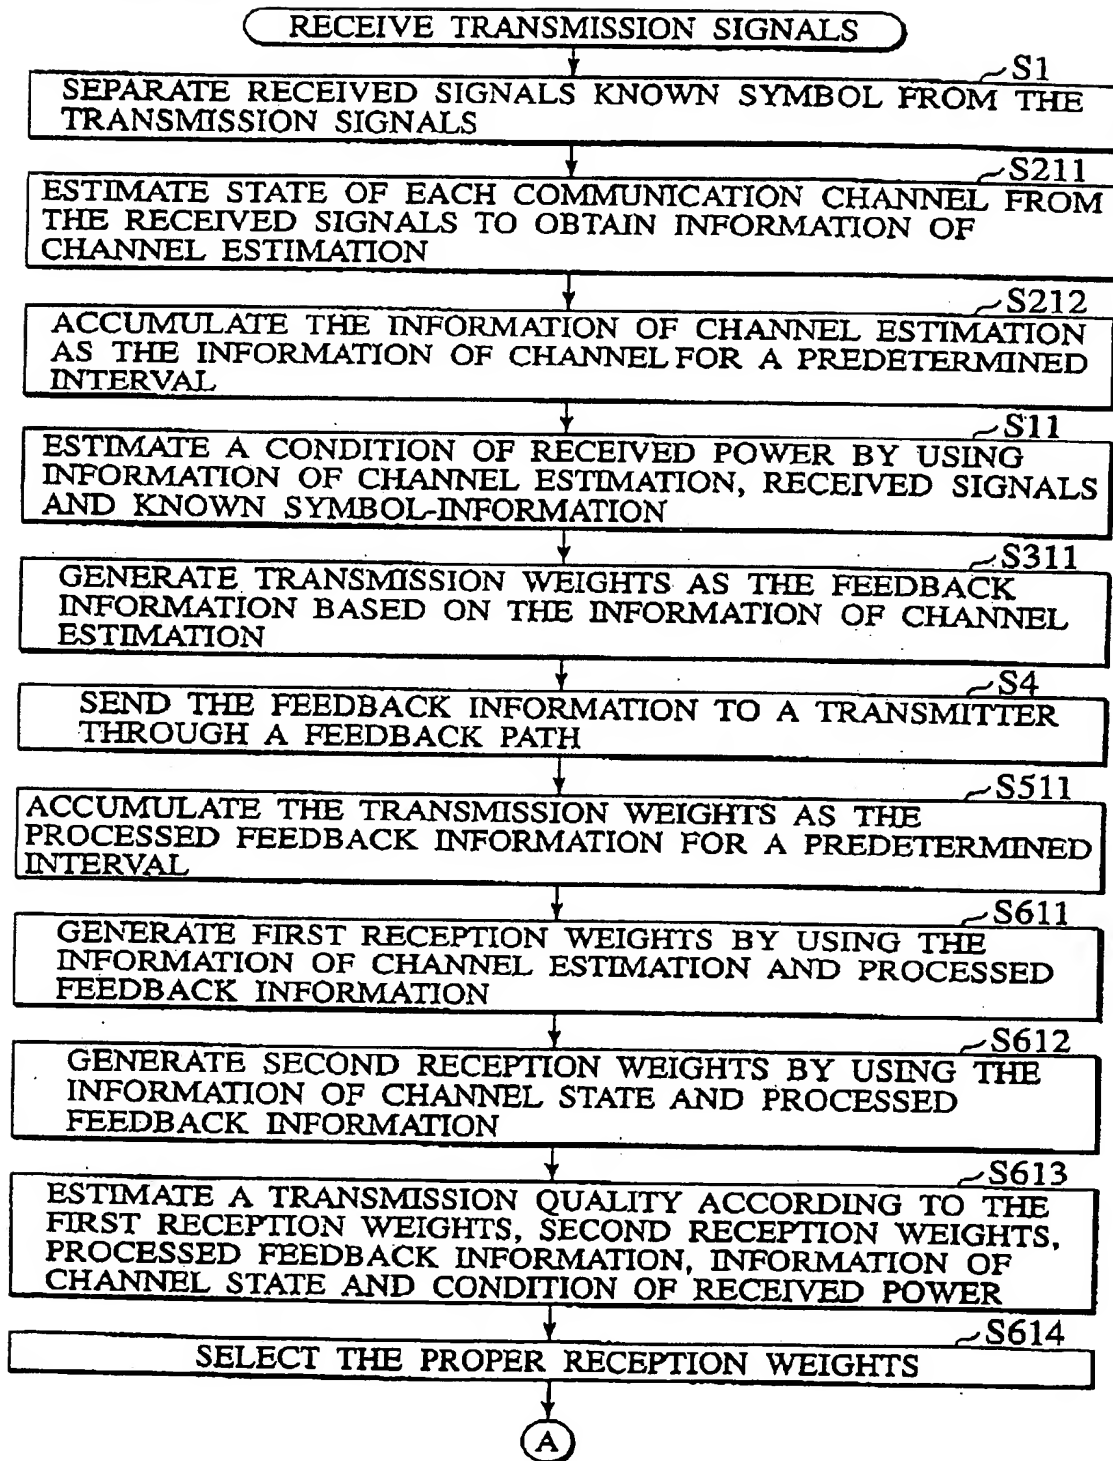 RECEIVE TRANSMISSION SIGNALS
S1
SEPARATE RECEIVED SIGNALS KNOWN SYMBOL FROM THE
TRANSMISSION SIGNALS
S211
ESTIMATE STATE OF EACH COMMUNICATION CHANNEL FROM
THE RECEIVED SIGNALS TO OBTAIN INFORMATION OF
CHANNEL ESTIMATION
S212
ACCUMULATE THE INFORMATION OF CHANNEL ESTIMATION
AS THE INFORMATION OF CHANNEL FOR A PREDETERMINED
INTERVAL
S11
ESTIMATE A CONDITION OF RECEIVED POWER BY USING
INFORMATION OF CHANNEL ESTIMATION, RECEIVED SIGNALS
AND KNOWN SYMBOL-INFORMATION
S311
GENERATE TRANSMISSION WEIGHTS AS THE FEEDBACK
INFORMATION BASED ON THE INFORMATION OF CHANNEL
ESTIMATION
S4
SEND THE FEEDBACK INFORMATION TO A TRANSMITTER
THROUGH A FEEDBACK PATH
S511
ACCUMULATE THE TRANSMISSION WEIGHTS AS THE
PROCESSED FEEDBACK INFORMATION FOR A PREDETERMINED
INTERVAL
S611
GENERATE FIRST RECEPTION WEIGHTS BY USING THE
INFORMATION OF CHANNEL ESTIMATION AND PROCESSED
FEEDBACK INFORMATION
S612
GENERATE SECOND RECEPTION WEIGHTS BY USING THE
INFORMATION OF CHANNEL STATE AND PROCESSED
FEEDBACK INFORMATION
S613
ESTIMATE A TRANSMISSION QUALITY ACCORDING TO THE
FIRST RECEPTION WEIGHTS, SECOND RECEPTION WEIGHTS,
PROCESSED FEEDBACK INFORMATION, INFORMATION OF
CHANNEL STATE AND CONDITION OF RECEIVED POWER
S614
SELECT THE PROPER RECEPTION WEIGHTS
A